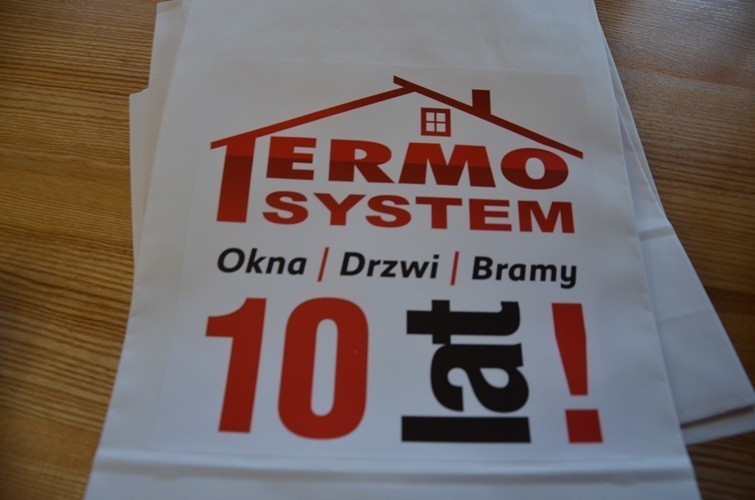 TERMO
SYSTEM
Okna | Drzwi | Bramy
10 lat!